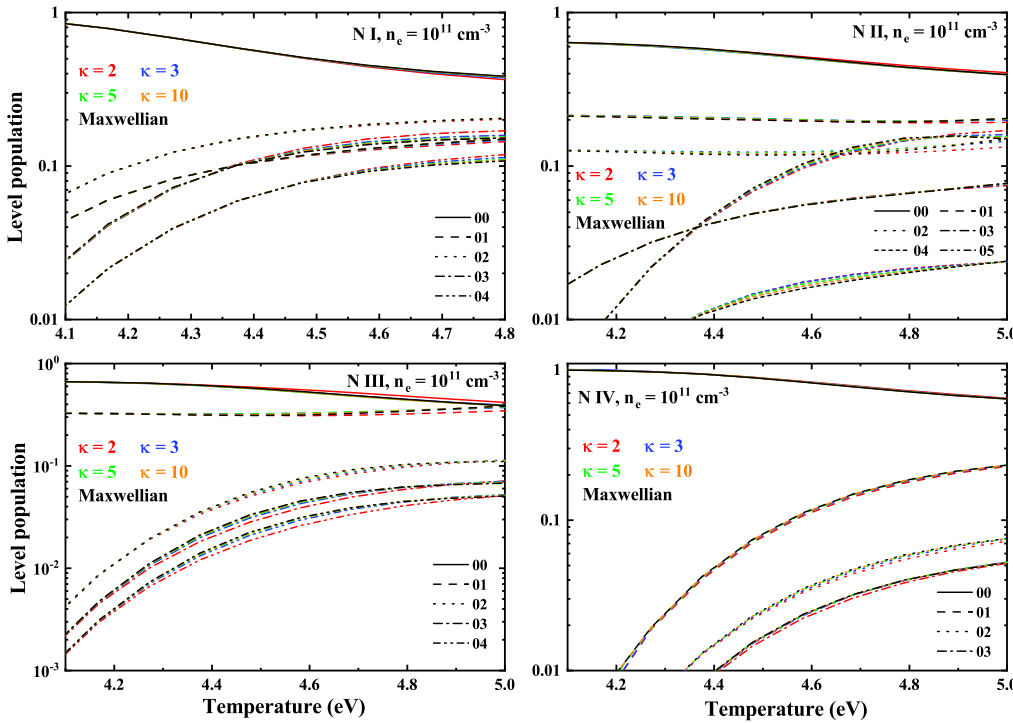 N I, nₑ = 10¹¹ cm⁻³
κ = 2 κ = 3
κ = 5 κ = 10
Maxwellian
00
01
02
03
04
1
0.1
0.01
4.1 4.2 4.3 4.4 4.5 4.6 4.7 4.8
Level population
N II, nₑ = 10¹¹ cm⁻³
κ = 2 κ = 3
κ = 5 κ = 10
Maxwellian
00 01
02 03
04 05
1
0.1
0.01
4.2 4.4 4.6 4.8 5.0
N III, nₑ = 10¹¹ cm⁻³
κ = 2 κ = 3
κ = 5 κ = 10
Maxwellian
00
01
02
03
04
10⁰
10⁻¹
10⁻²
10⁻³
4.2 4.4 4.6 4.8 5.0
Level population
Temperature (eV)
N IV, nₑ = 10¹¹ cm⁻³
κ = 2 κ = 3
κ = 5 κ = 10
Maxwellian
00
01
02
03
1
0.1
0.01
4.2 4.4 4.6 4.8 5.0
Temperature (eV)